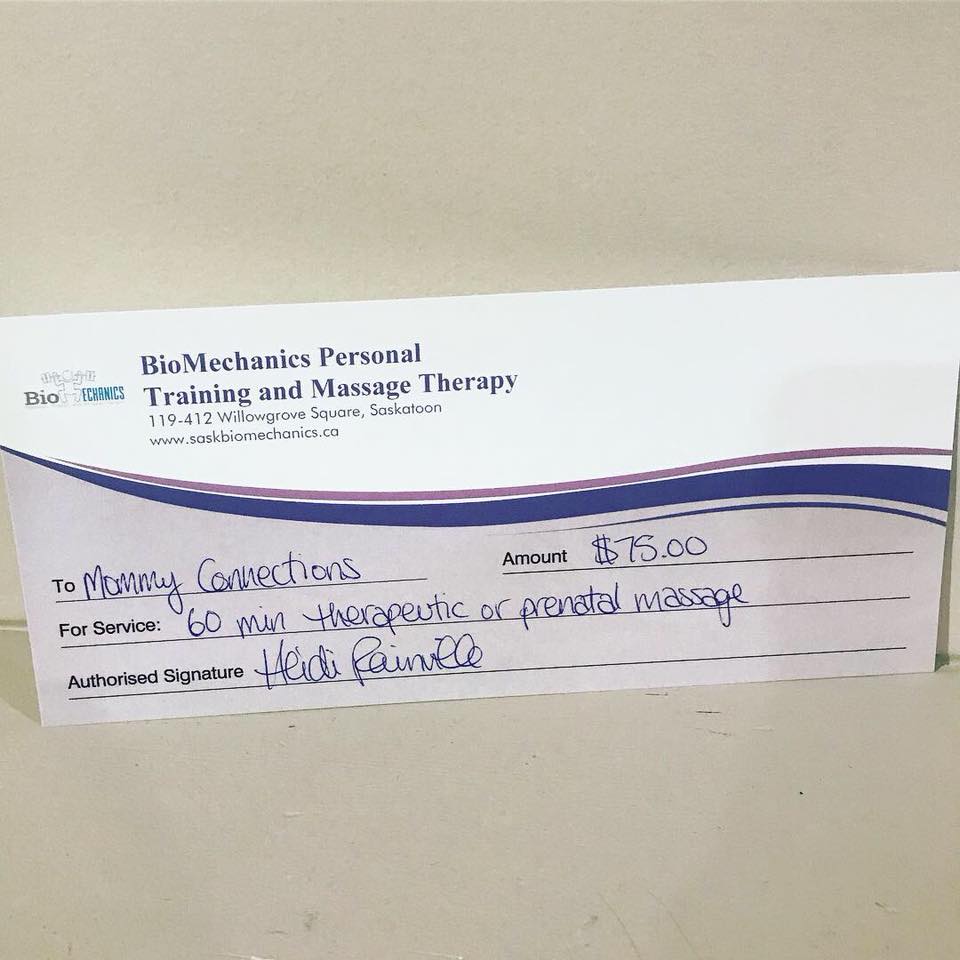 BioMECHANICS
BioMechanics Personal
Training and Massage Therapy
119-412 Willowgrove Square, Saskatoon
www.saskbiomechanics.ca
To Mommy Connections Amount $75.00
For Service: 60 min therapeutic or prenatal massage
Authorised Signature Heidi Rainville